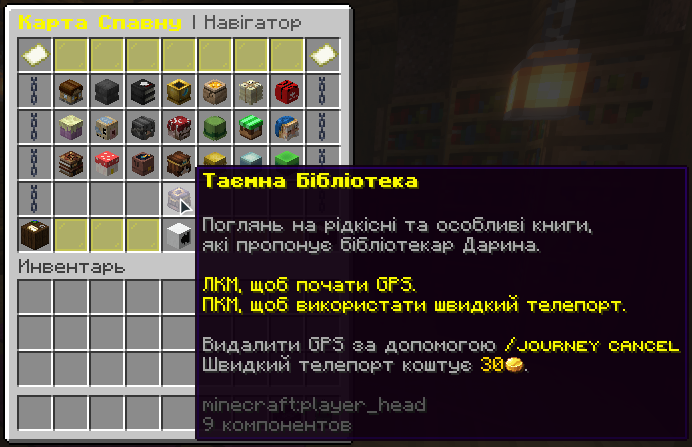 Карта Спавну | Навігатор
Таємна Бібліотека
Поглянь на рідкісні та особливі книги,
які пропонує бібліотекар Дарина.
ЛКМ, щоб почати GPS.
ПКМ, щоб використати швидкий телепорт.
Видалити GPS за допомогою /JOURNEY CANCEL
Швидкий телепорт коштує 30.
minecraft:player_head
9 компонентов
Инвентарь